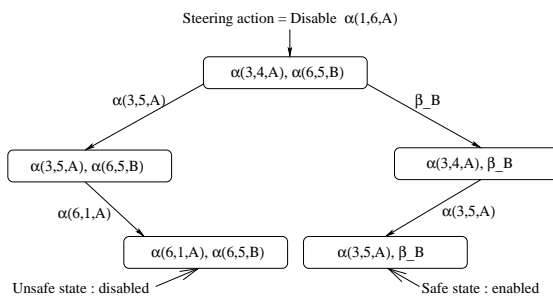 Steering action = Disable α(1,6,A)
α(3,4,A), α(6,5,B)
α(3,5,A)
β_B
α(3,5,A), α(6,5,B)
α(3,4,A), β_B
α(6,1,A)
α(3,5,A)
α(6,1,A), α(6,5,B)
α(3,5,A), β_B
Unsafe state : disabled
Safe state : enabled